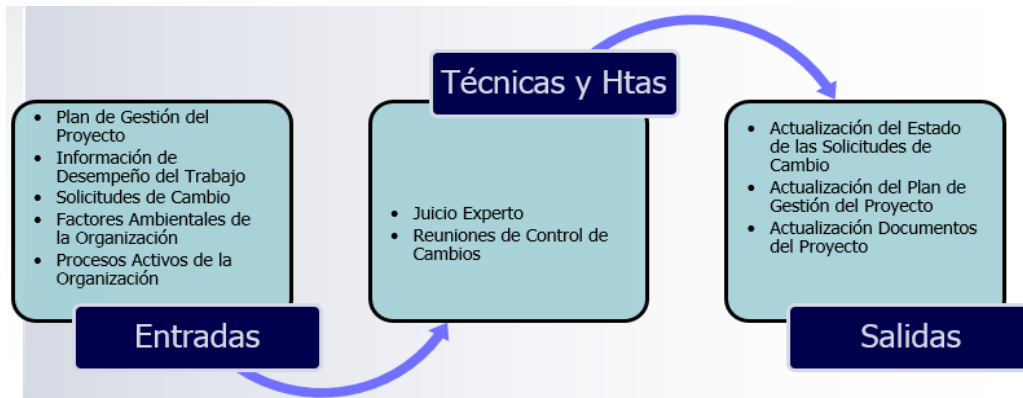 • Plan de Gestión del
Proyecto
• Información de
Desempeño del Trabajo
• Solicitudes de Cambio
• Factores Ambientales de
la Organización
• Procesos Activos de la
Organización
Entradas
Técnicas y Htas
• Juicio Experto
• Reuniones de Control de
Cambios
• Actualización del Estado
de las Solicitudes de
Cambio
• Actualización del Plan de
Gestión del Proyecto
• Actualización Documentos
del Proyecto
Salidas